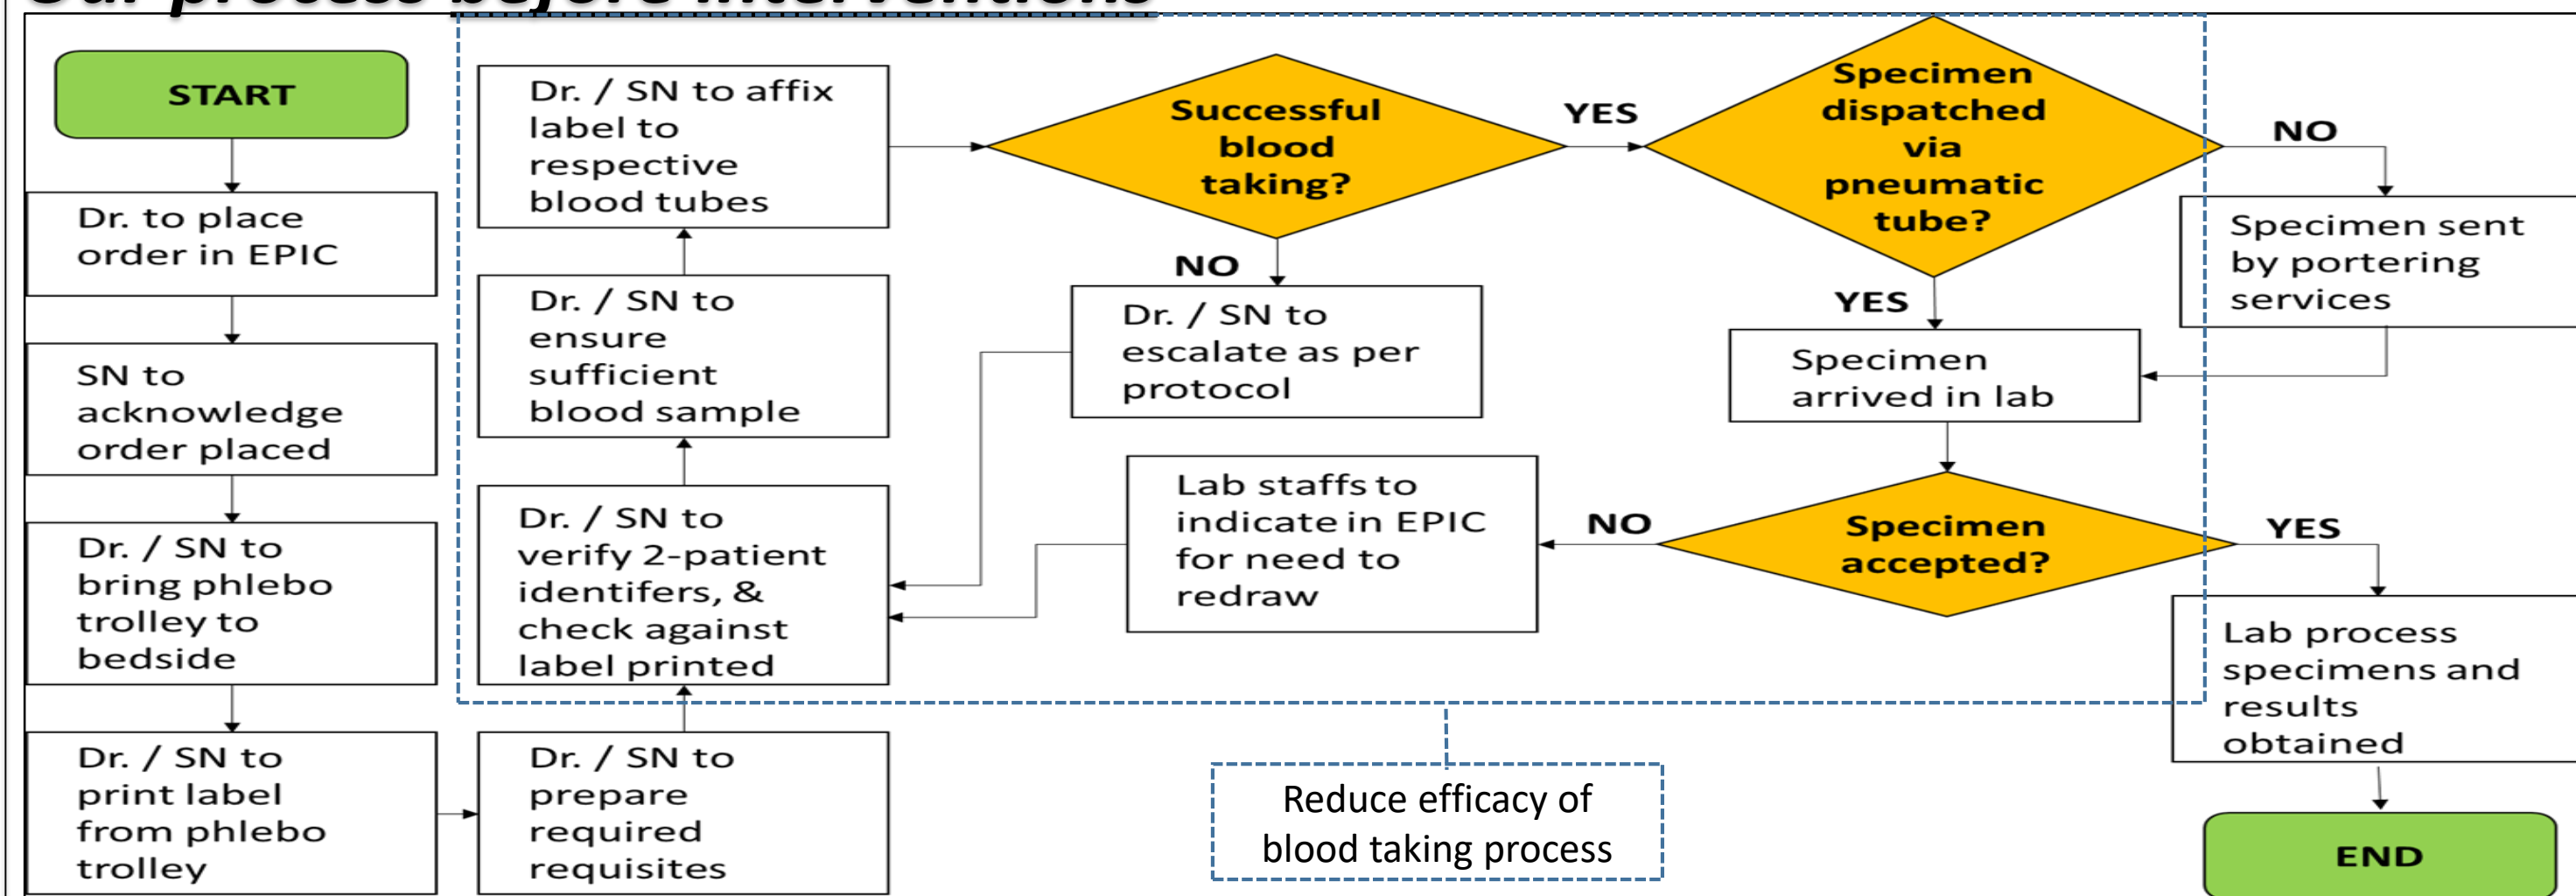 Our process before interventions
START
Dr. to place
order in EPIC
SN to
acknowledge
order placed
Dr. / SN to
bring phlebo
trolley to
bedside
Dr. / SN to
print label
from phlebo
trolley
Dr. / SN to
prepare
required
requisites
Dr. / SN to
verify 2-patient
identifers, &
check against
label printed
Dr. / SN to
ensure
sufficient
blood sample
Dr. / SN to affix
label to
respective
blood tubes
Successful
blood
taking?
NO
Dr. / SN to
escalate as per
protocol
YES
Specimen
dispatched
via
pneumatic
tube?
NO
Specimen sent
by portering
services
YES
Specimen
arrived in lab
Specimen
accepted?
NO
Lab staffs to
indicate in EPIC
for need to
redraw
YES
Lab process
specimens and
results
obtained
END
Reduce efficacy of
blood taking process